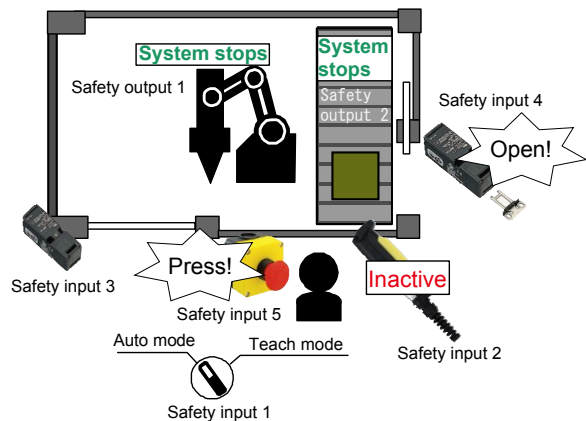 System stops
System
stops
Safety output 1
Safety
output 2
Safety input 4
Open!
Press!
Inactive
Safety input 3
Safety input 5
Auto mode
Teach mode
Safety input 2
Safety input 1